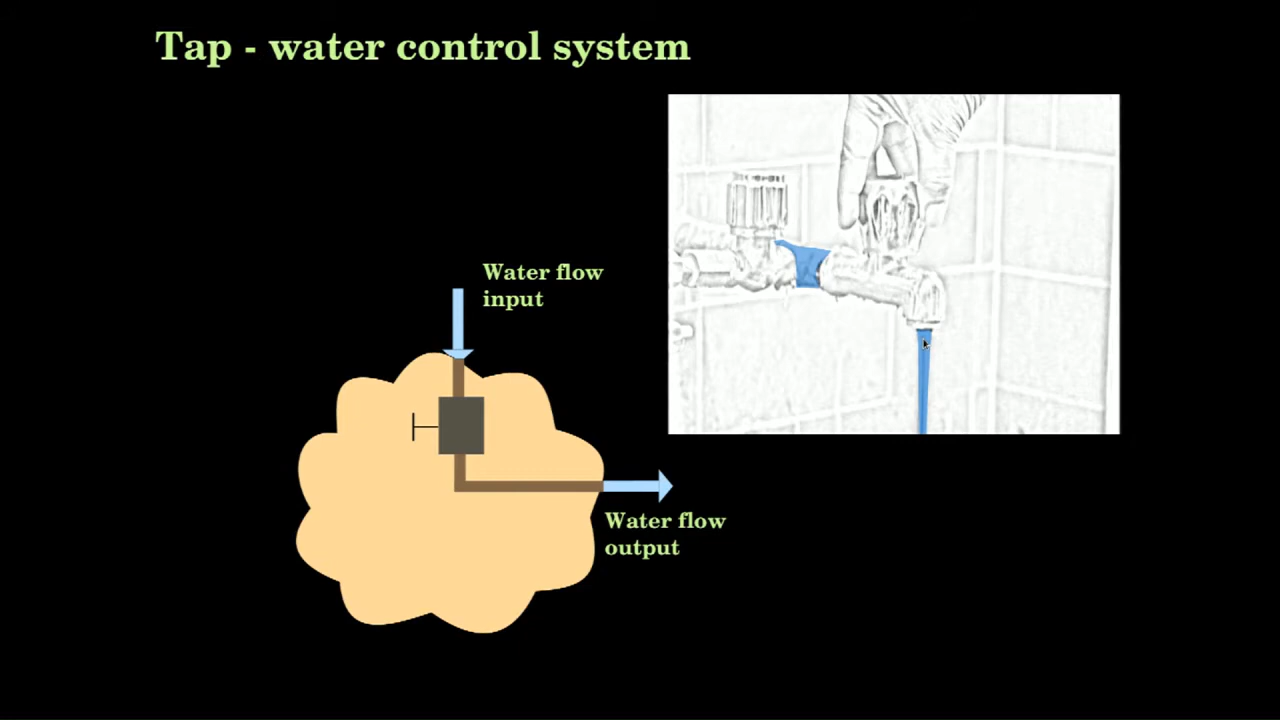 Tap - water control system
Water flow
input
Water flow
output